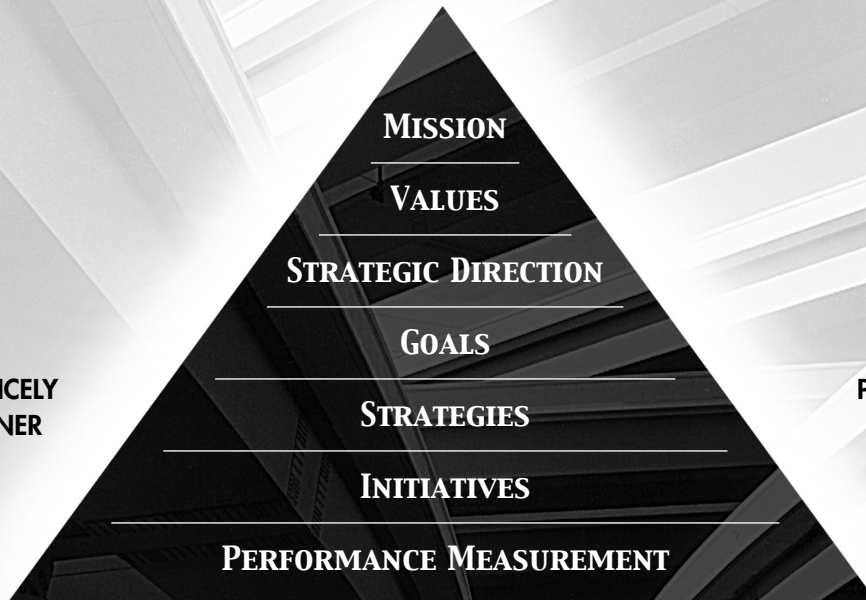 Mission
Values
Strategic Direction
Goals
Strategies
Initiatives
Performance Measurement